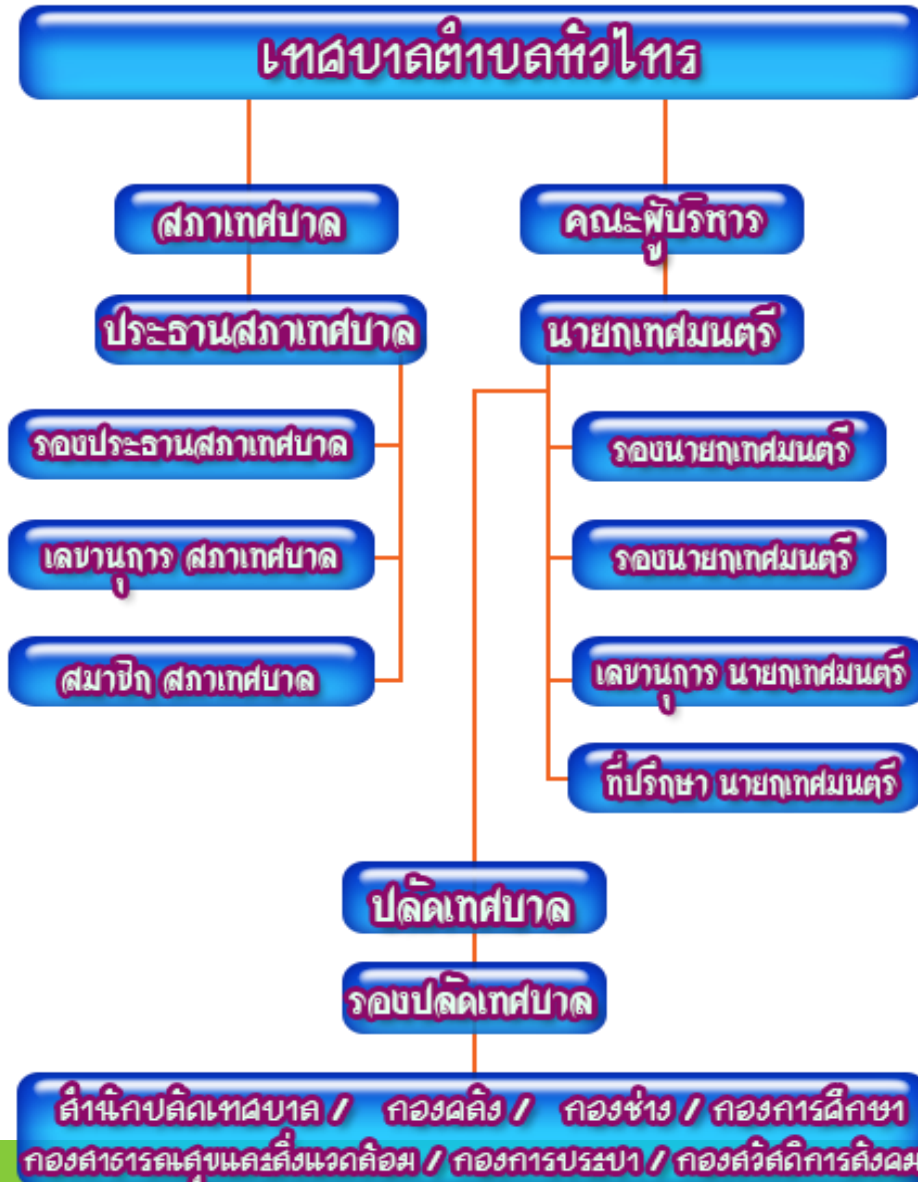 เทศบาลตำบลหัวไทร
สภาเทศบาล
คณะผู้บริหาร
ประธานสภาเทศบาล
นายกเทศมนตรี
รองประธานสภาเทศบาล
รองนายกเทศมนตรี
เลขานุการ สภาเทศบาล
รองนายกเทศมนตรี
สมาชิก สภาเทศบาล
เลขานุการ นายกเทศมนตรี
ที่ปรึกษา นายกเทศมนตรี
ปลัดเทศบาล
รองปลัดเทศบาล
สำนักปลัดเทศบาล / กองคลัง / กองช่าง / กองการศึกษา
กองสาธารณสุขและสิ่งแวดล้อม / กองการประปา / กองสวัสดิการสังคม